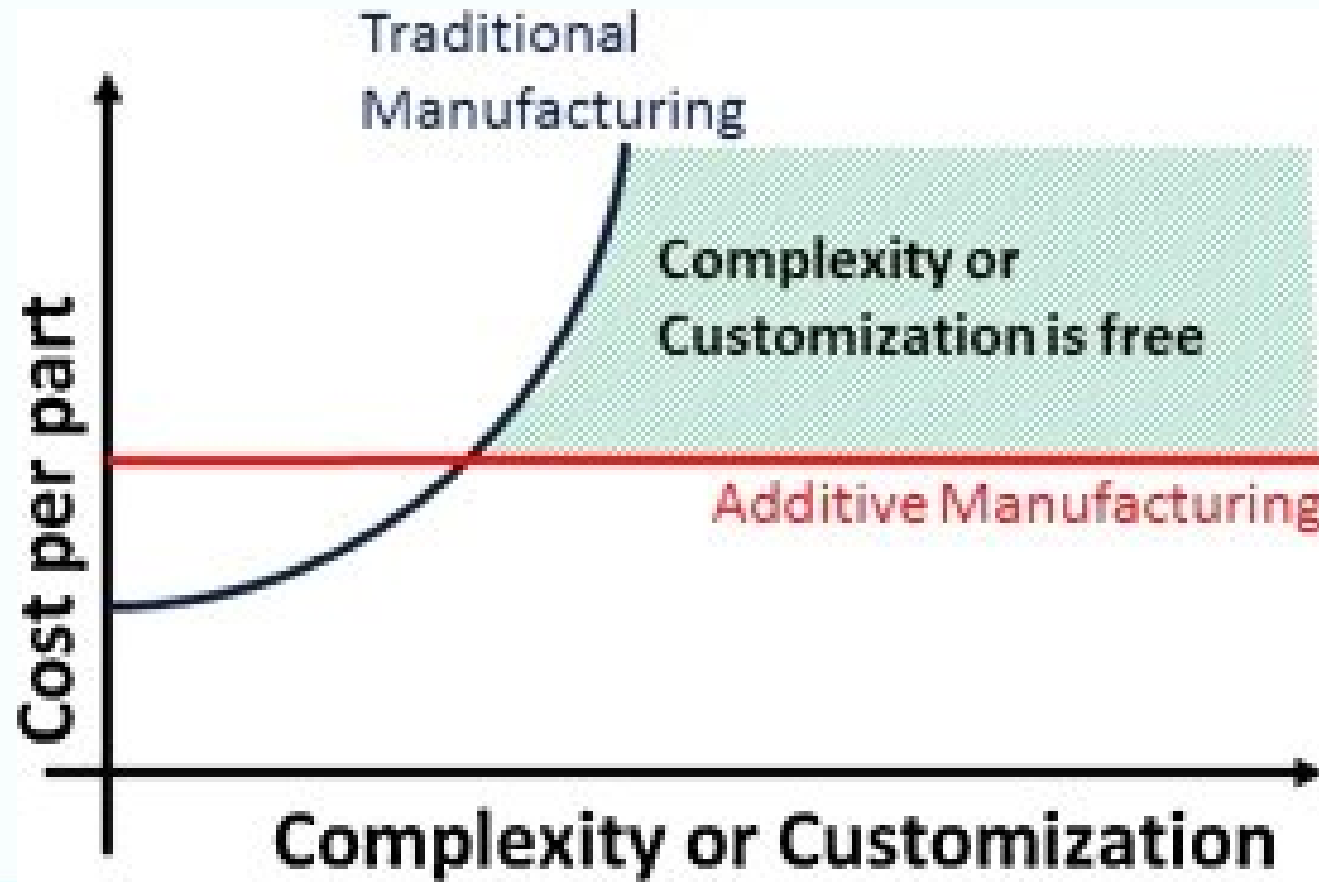 Traditional
Manufacturing
Complexity or
Customization is free
Additive Manufacturing
Cost per part
Complexity or Customization